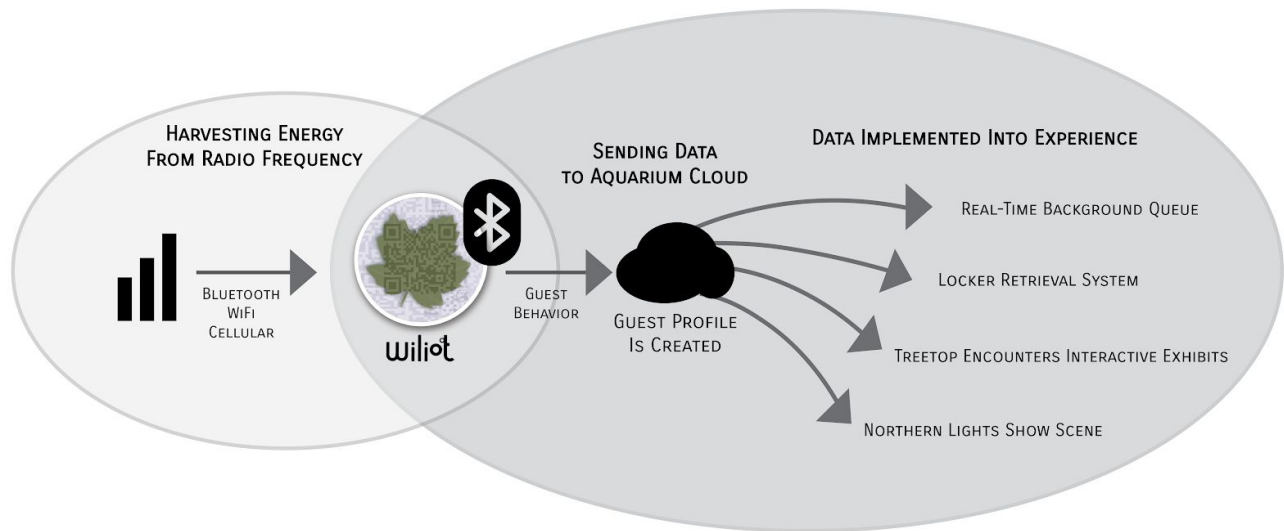 Harvesting Energy
From Radio Frequency
Bluetooth
WiFi
Cellular
wiliot
Guest
Behavior
Sending Data
to Aquarium Cloud
Guest Profile
Is Created
Data Implemented Into Experience
Real-Time Background Queue
Locker Retrieval System
Treetop Encounters Interactive Exhibits
Northern Lights Show Scene